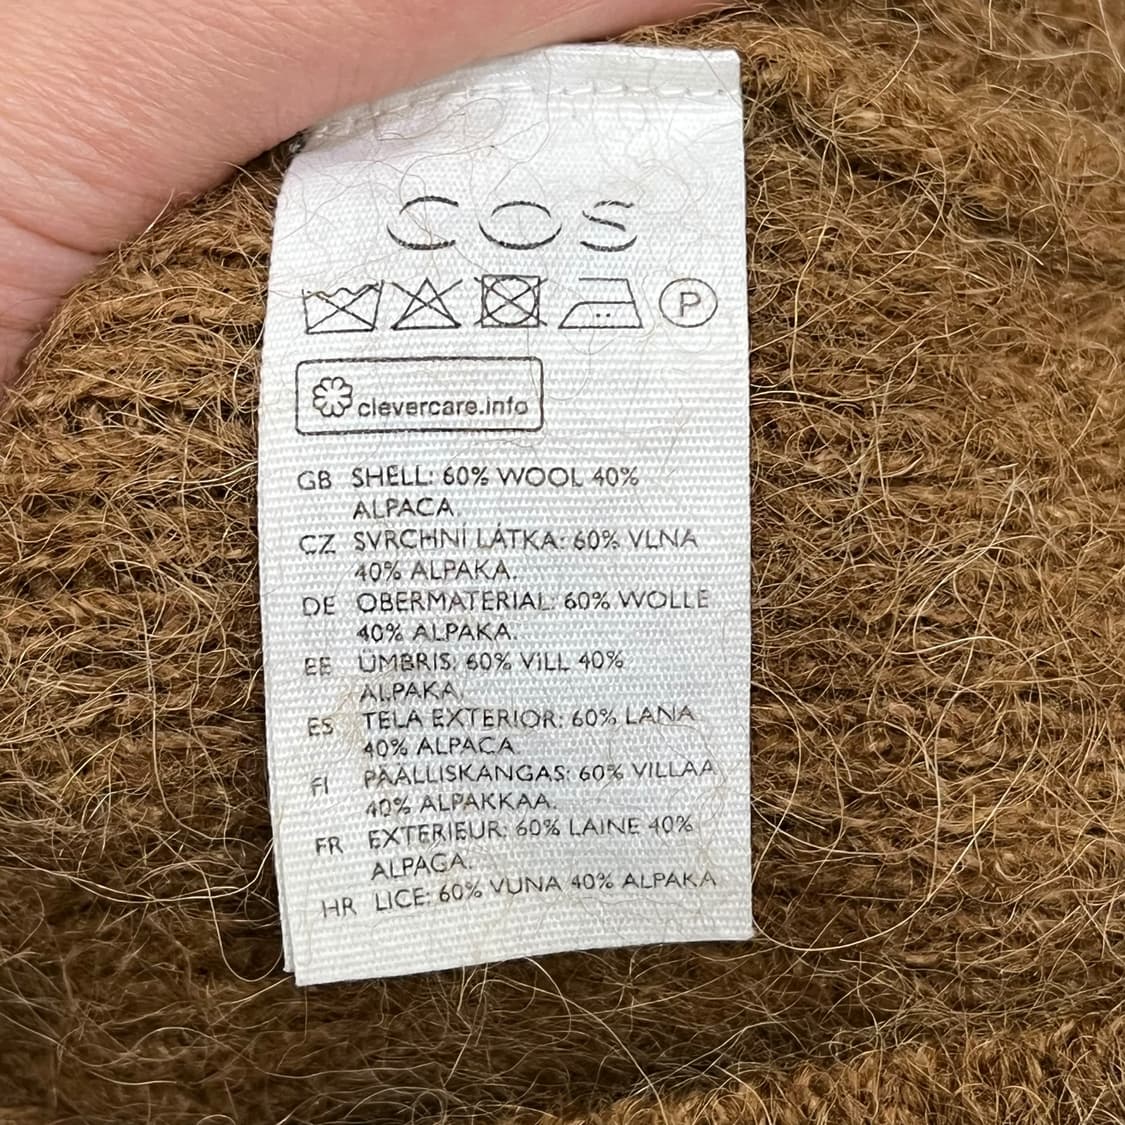 COS
P
clevercare.info
GB SHELL: 60% WOOL 40%
ALPACA
CZ SVRCHNÍ LÁTKA: 60% VLNA
40% ALPAKA.
DE OBERMATERIAL: 60% WOLLE
40% ALPAKA.
EE ÜMBRIS: 60% VILL 40%
ALPAKA.
ES TELA EXTERIOR: 60% LANA
40% ALPACA.
FI PÄÄLLISKANGAS: 60% VILLAA
40% ALPAKKAA.
FR EXTERIEUR: 60% LAINE 40%
ALPAGA.
HR LICE: 60% VUNA 40% ALPAKA